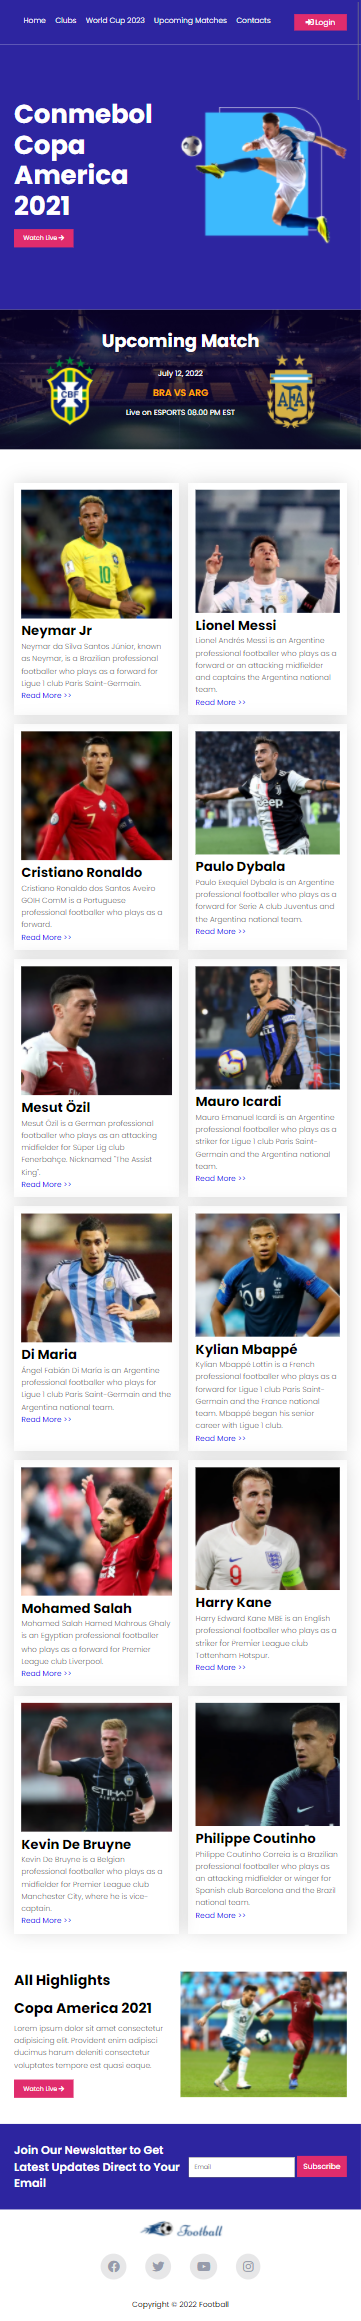 Home Clubs World Cup 2023 Upcoming Matches Contacts Login
Conmebol
Copa
America
2021
Watch Live
Upcoming Match
July 12, 2022
CBF
AFA
BRA VS ARG
Live on ESPORTS 08.00 PM EST
Neymar Jr
Neymar da Silva Santos Júnior, known
as Neymar, is a Brazilian professional
footballer who plays as a forward for
Ligue 1 club Paris Saint-Germain.
Read More >>
Lionel Messi
Lionel Andrés Messi is an Argentine
professional footballer who plays as a
forward or an attacking midfielder
and captains the Argentina national
team.
Read More >>
Cristiano Ronaldo
Cristiano Ronaldo dos Santos Aveiro
GOIH ComM is a Portuguese
professional footballer who plays as a
forward.
Read More >>
Jeep
Paulo Dybala
Paulo Exequiel Dybala is an Argentine
professional footballer who plays as a
forward for Serie A club Juventus and
the Argentina national team.
Read More >>
Mesut Özil
Mesut Özil is a German professional
footballer who plays as an attacking
midfielder for Süper Lig club
Fenerbahçe. Nicknamed "The Assist
King".
Read More >>
Mauro Icardi
Mauro Emanuel Icardi is an Argentine
professional footballer who plays as a
striker for Ligue 1 club Paris Saint-
Germain and the Argentina national
team.
Read More >>
Di Maria
Ángel Fabián Di María is an Argentine
professional footballer who plays for
Ligue 1 club Paris Saint-Germain and the
Argentina national team.
Read More >>
Kylian Mbappé
Kylian Mbappé Lottin is a French
professional footballer who plays as a
forward for Ligue 1 club Paris Saint-
Germain and the France national
team. Mbappé began his senior
career with Ligue 1 club.
Read More >>
Mohamed Salah
Mohamed Salah Hamed Mahrous Ghaly
is an Egyptian professional footballer
who plays as a forward for Premier
League club Liverpool.
Read More >>
Harry Kane
Harry Edward Kane MBE is an English
professional footballer who plays as a
striker for Premier League club
Tottenham Hotspur.
Read More >>
ETIHAD
Kevin De Bruyne
Kevin De Bruyne is a Belgian
professional footballer who plays as a
midfielder for Premier League club
Manchester City, where he is vice-
captain.
Read More >>
Philippe Coutinho
Philippe Coutinho Correia is a Brazilian
professional footballer who plays as
an attacking midfielder or winger for
Spanish club Barcelona and the Brazil
national team.
Read More >>
All Highlights
Copa America 2021
Lorem ipsum dolor sit amet consectetur
adipisicing elit. Provident enim adipisci
ducimus harum deleniti consectetur
voluptates tempore est quasi eaque.
Watch Live
Join Our Newslatter to Get
Latest Updates Direct to Your
Email
Email
Subscribe
Football
Copyright © 2022 Football